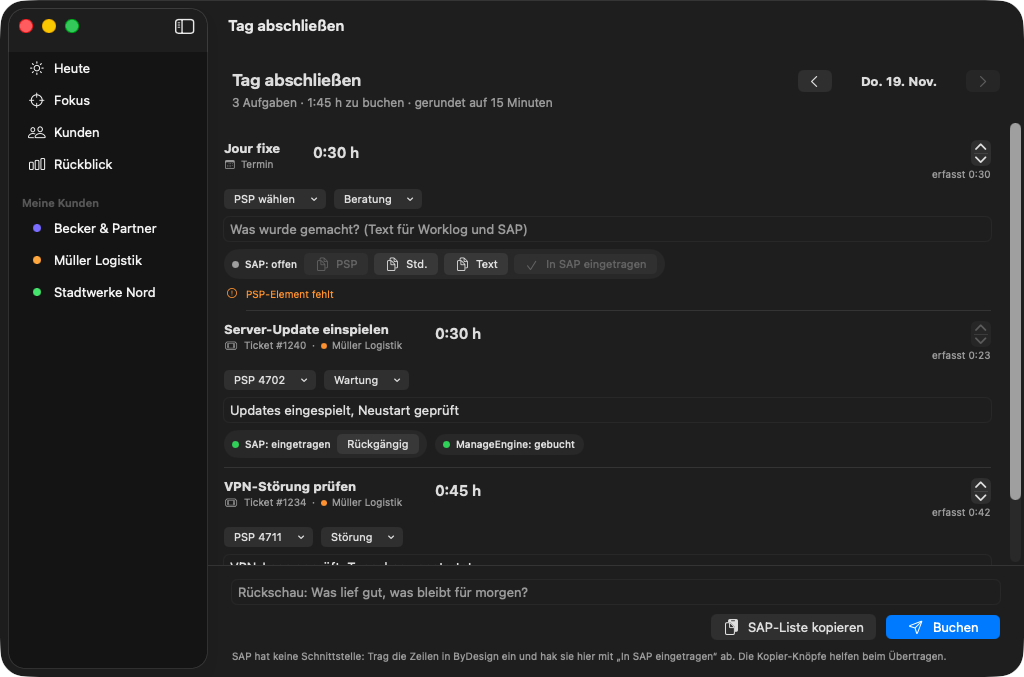 Tag abschließen
Heute
Fokus
Kunden
Rückblick
Meine Kunden
Becker & Partner
Müller Logistik
Stadtwerke Nord
Tag abschließen
3 Aufgaben · 1:45 h zu buchen · gerundet auf 15 Minuten
Do. 19. Nov.
Jour fixe
Termin
0:30 h
erfasst 0:30
PSP wählen
Beratung
Was wurde gemacht? (Text für Worklog und SAP)
SAP: offen
PSP
Std.
Text
In SAP eingetragen
PSP-Element fehlt
Server-Update einspielen
Ticket #1240 · Müller Logistik
0:30 h
erfasst 0:23
PSP 4702
Wartung
Updates eingespielt, Neustart geprüft
SAP: eingetragen
Rückgängig
ManageEngine: gebucht
VPN-Störung prüfen
Ticket #1234 · Müller Logistik
0:45 h
erfasst 0:42
PSP 4711
Störung
Rückschau: Was lief gut, was bleibt für morgen?
SAP-Liste kopieren
Buchen
SAP hat keine Schnittstelle: Trag die Zeilen in ByDesign ein und hak sie hier mit „In SAP eingetragen“ ab. Die Kopier-Knöpfe helfen beim Übertragen.